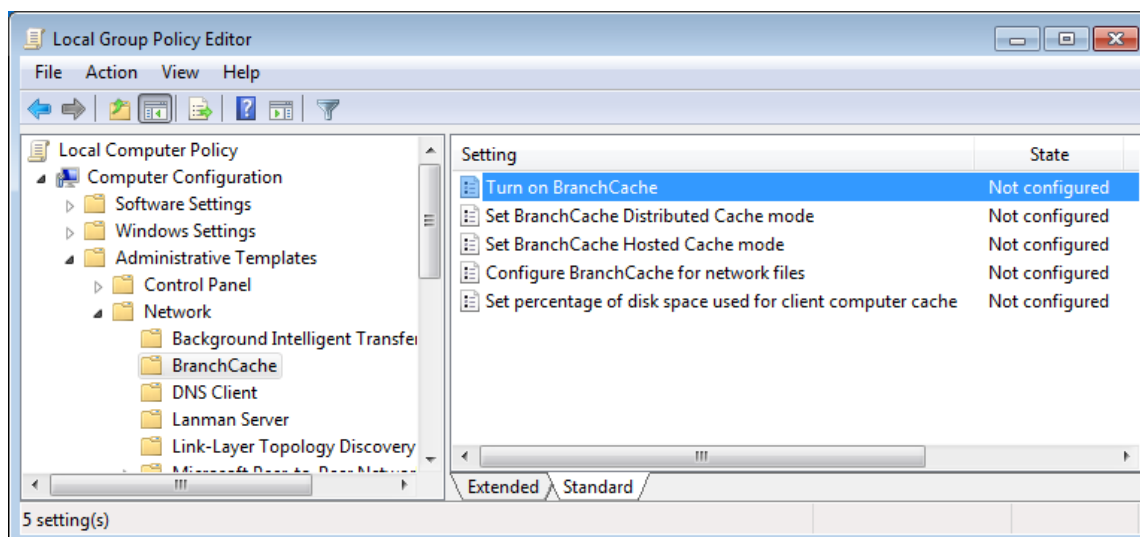 Local Group Policy Editor
File Action View Help
Local Computer Policy
Computer Configuration
Software Settings
Windows Settings
Administrative Templates
Control Panel
Network
Background Intelligent Transfe
BranchCache
DNS Client
Lanman Server
Link-Layer Topology Discovery
Setting State
Turn on BranchCache Not configured
Set BranchCache Distributed Cache mode Not configured
Set BranchCache Hosted Cache mode Not configured
Configure BranchCache for network files Not configured
Set percentage of disk space used for client computer cache Not configured
Extended Standard
5 setting(s)